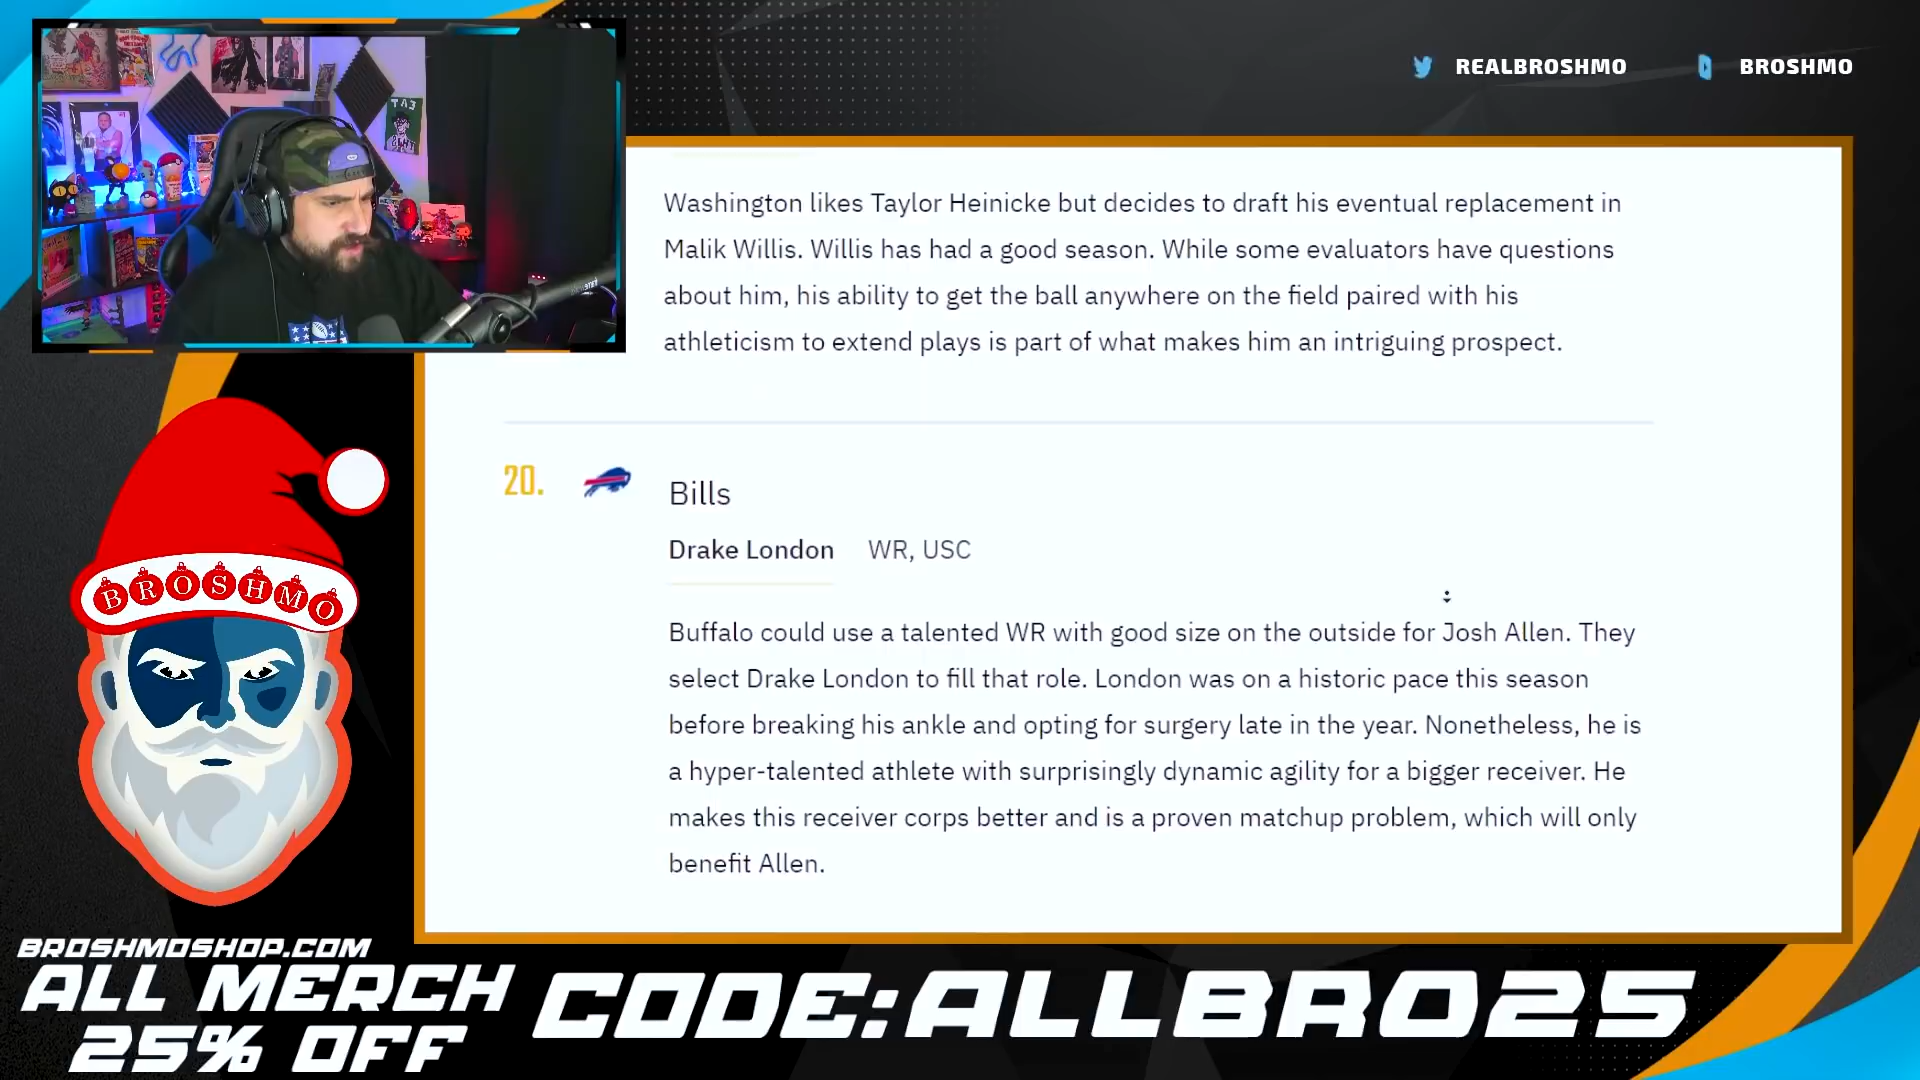 REALBROSHMO
BROSHMO
Washington likes Taylor Heinicke but decides to draft his eventual replacement in
Malik Willis. Willis has had a good season. While some evaluators have questions
about him, his ability to get the ball anywhere on the field paired with his
athleticism to extend plays is part of what makes him an intriguing prospect.
20.
Bills
Drake London WR, USC
Buffalo could use a talented WR with good size on the outside for Josh Allen. They
select Drake London to fill that role. London was on a historic pace this season
before breaking his ankle and opting for surgery late in the year. Nonetheless, he is
a hyper-talented athlete with surprisingly dynamic agility for a bigger receiver. He
makes this receiver corps better and is a proven matchup problem, which will only
benefit Allen.
BROSHMO
BROSHMOSHOP.COM
ALL MERCH
25% OFF
CODE:ALLBRO25